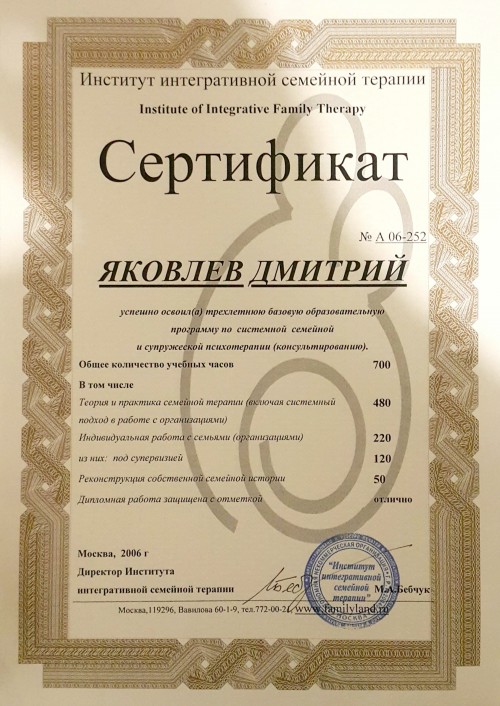 Институт интегративной семейной терапии
Institute of Integrative Family Therapy
Сертификат
№ А 06-252
ЯКОВЛЕВ ДМИТРИЙ
успешно освоил(а) трехлетнюю базовую образовательную
программу по системной семейной
и супружеской психотерапии (консультированию).
Общее количество учебных часов 700
В том числе
Теория и практика семейной терапии (включая системный 480
подход в работе с организациями)
Индивидуальная работа с семьями (организациями) 220
из них: под супервизией 120
Реконструкция собственной семейной истории 50
Дипломная работа защищена с отметкой отлично
Москва, 2006 г
Директор Института
интегративной семейной терапии М.А.Бебчук
"Институт
интегративной
семейной
терапии"
МОСКВА
Москва,119296, Вавилова 60-1-9, тел.772-00-2 www.familyland.ru